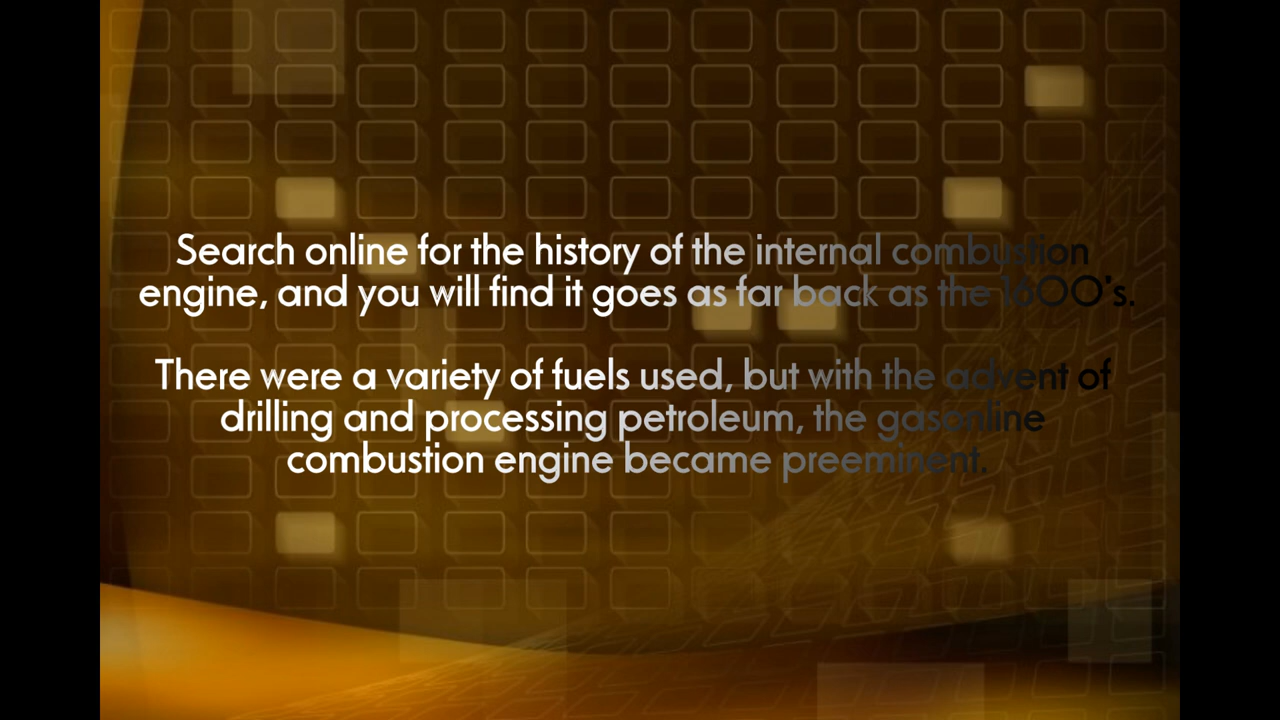 Search online for the history of the internal combustion
engine, and you will find it goes as far back as the 1600's.
There were a variety of fuels used, but with the advent of
drilling and processing petroleum, the gasonline
combustion engine became preeminent.